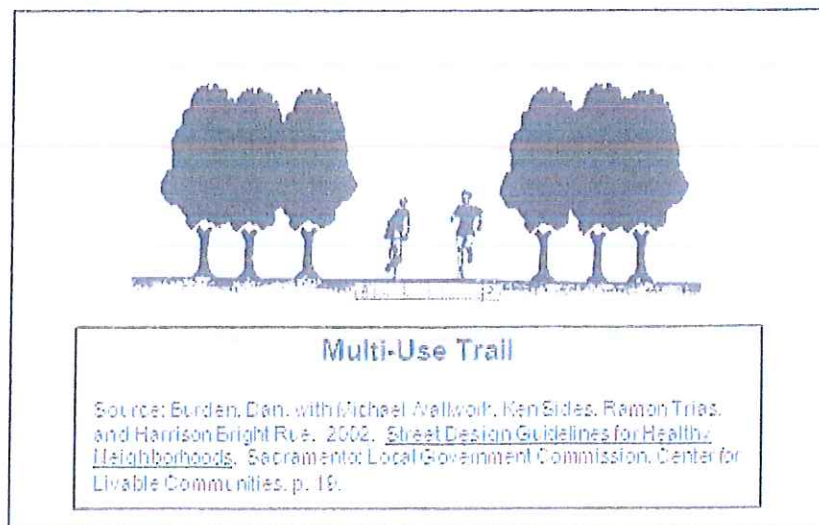 Multi-Use Trail
Source: Burden, Dan, with Michael Wallwork, Ken Sides, Ramon Trias,
and Harrison Bright Rue. 2002. Street Design Guidelines for Healthy
Neighborhoods. Sacramento: Local Government Commission, Center for
Livable Communities, p. 19.